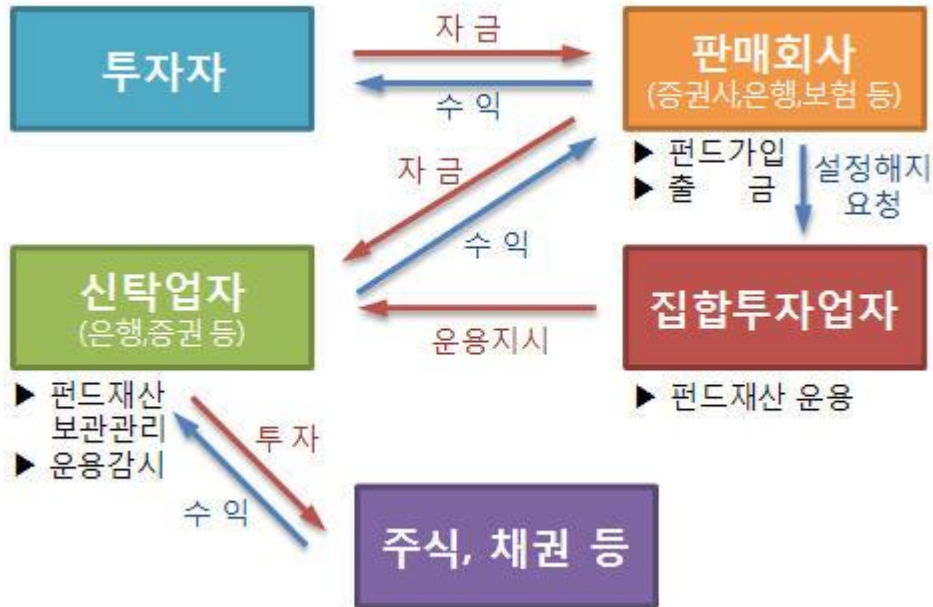 투자자
자 금
수 익
판매회사
(증권사,은행,보험 등)
▶ 펀드가입
▶ 출 금
설정해지
요청
자 금
수 익
신탁업자
(은행,증권 등)
운용지시
집합투자업자
▶ 펀드재산
보관관리
▶ 운용감시
▶ 펀드재산 운용
투 자
수 익
주식, 채권 등